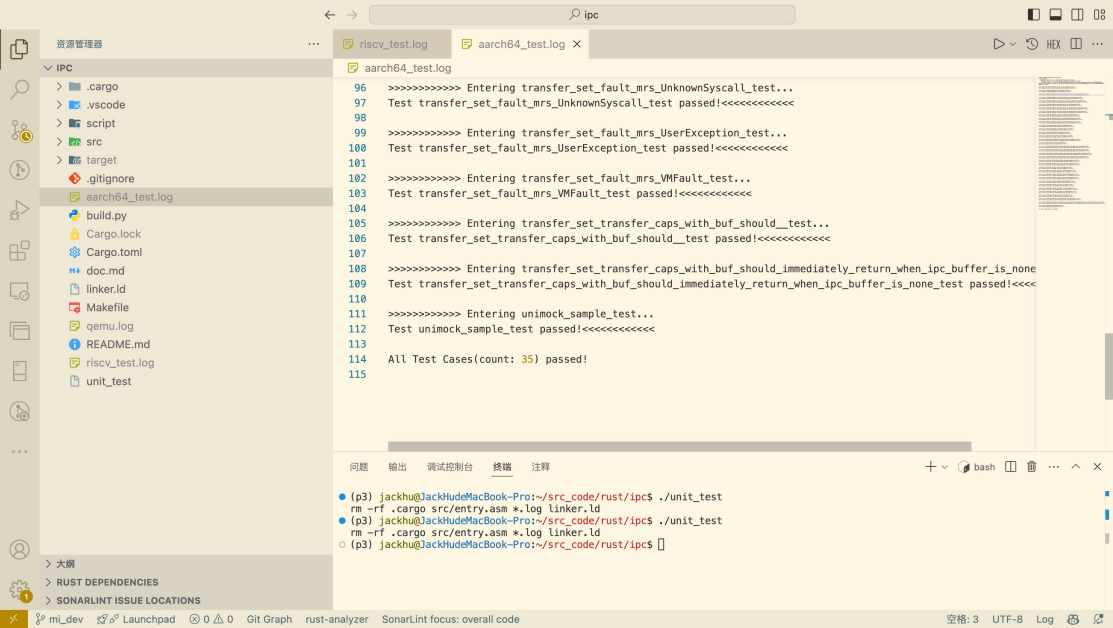 ipc
资源管理器
IPC
.cargo
.vscode
script
src
target
.gitignore
aarch64_test.log
build.py
Cargo.lock
Cargo.toml
doc.md
linker.ld
Makefile
qemu.log
README.md
riscv_test.log
unit_test
大纲
RUST DEPENDENCIES
SONARLINT ISSUE LOCATIONS
riscv_test.log
aarch64_test.log
HEX
aarch64_test.log
96 >>>>>>>>>>>> Entering transfer_set_fault_mrs_UnknownSyscall_test...
97 Test transfer_set_fault_mrs_UnknownSyscall_test passed!<<<<<<<<<<<<
98
99 >>>>>>>>>>>> Entering transfer_set_fault_mrs_UserException_test...
100 Test transfer_set_fault_mrs_UserException_test passed!<<<<<<<<<<<<
101
102 >>>>>>>>>>>> Entering transfer_set_fault_mrs_VMFault_test...
103 Test transfer_set_fault_mrs_VMFault_test passed!<<<<<<<<<<<<
104
105 >>>>>>>>>>>> Entering transfer_set_transfer_caps_with_buf_should__test...
106 Test transfer_set_transfer_caps_with_buf_should__test passed!<<<<<<<<<<<<
107
108 >>>>>>>>>>>> Entering transfer_set_transfer_caps_with_buf_should_immediately_return_when_ipc_buffer_is_none
109 Test transfer_set_transfer_caps_with_buf_should_immediately_return_when_ipc_buffer_is_none_test passed!<<<<
110
111 >>>>>>>>>>>> Entering unimock_sample_test...
112 Test unimock_sample_test passed!<<<<<<<<<<<<
113
114 All Test Cases(count: 35) passed!
115
问题 输出 调试控制台 终端 注释
bash
(p3) jackhu@JackHudeMacBook-Pro:~/src_code/rust/ipc$ ./unit_test
rm -rf .cargo src/entry.asm *.log linker.ld
(p3) jackhu@JackHudeMacBook-Pro:~/src_code/rust/ipc$ ./unit_test
rm -rf .cargo src/entry.asm *.log linker.ld
(p3) jackhu@JackHudeMacBook-Pro:~/src_code/rust/ipc$
1
mi_dev Launchpad 0 0 Git Graph rust-analyzer SonarLint focus: overall code 空格: 3 UTF-8 Log